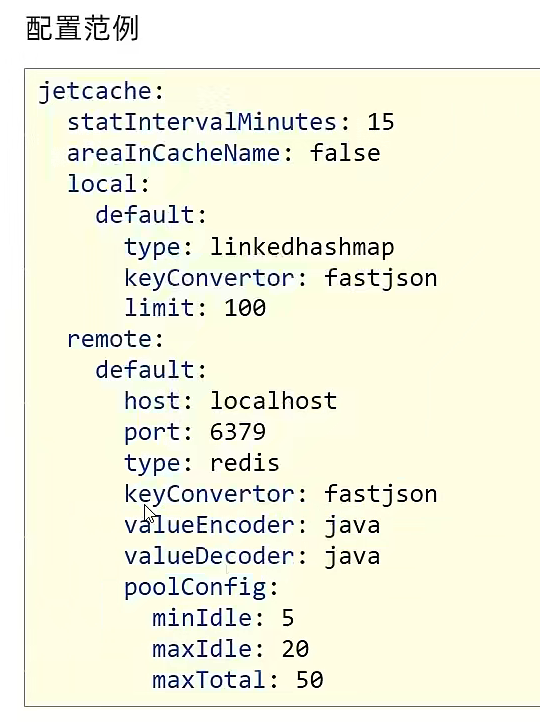 配置范例
jetcache:
  statIntervalMinutes: 15
  areaInCacheName: false
  local:
    default:
      type: linkedhashmap
      keyConvertor: fastjson
      limit: 100
  remote:
    default:
      host: localhost
      port: 6379
      type: redis
      keyConvertor: fastjson
      valueEncoder: java
      valueDecoder: java
      poolConfig:
        minIdle: 5
        maxIdle: 20
        maxTotal: 50